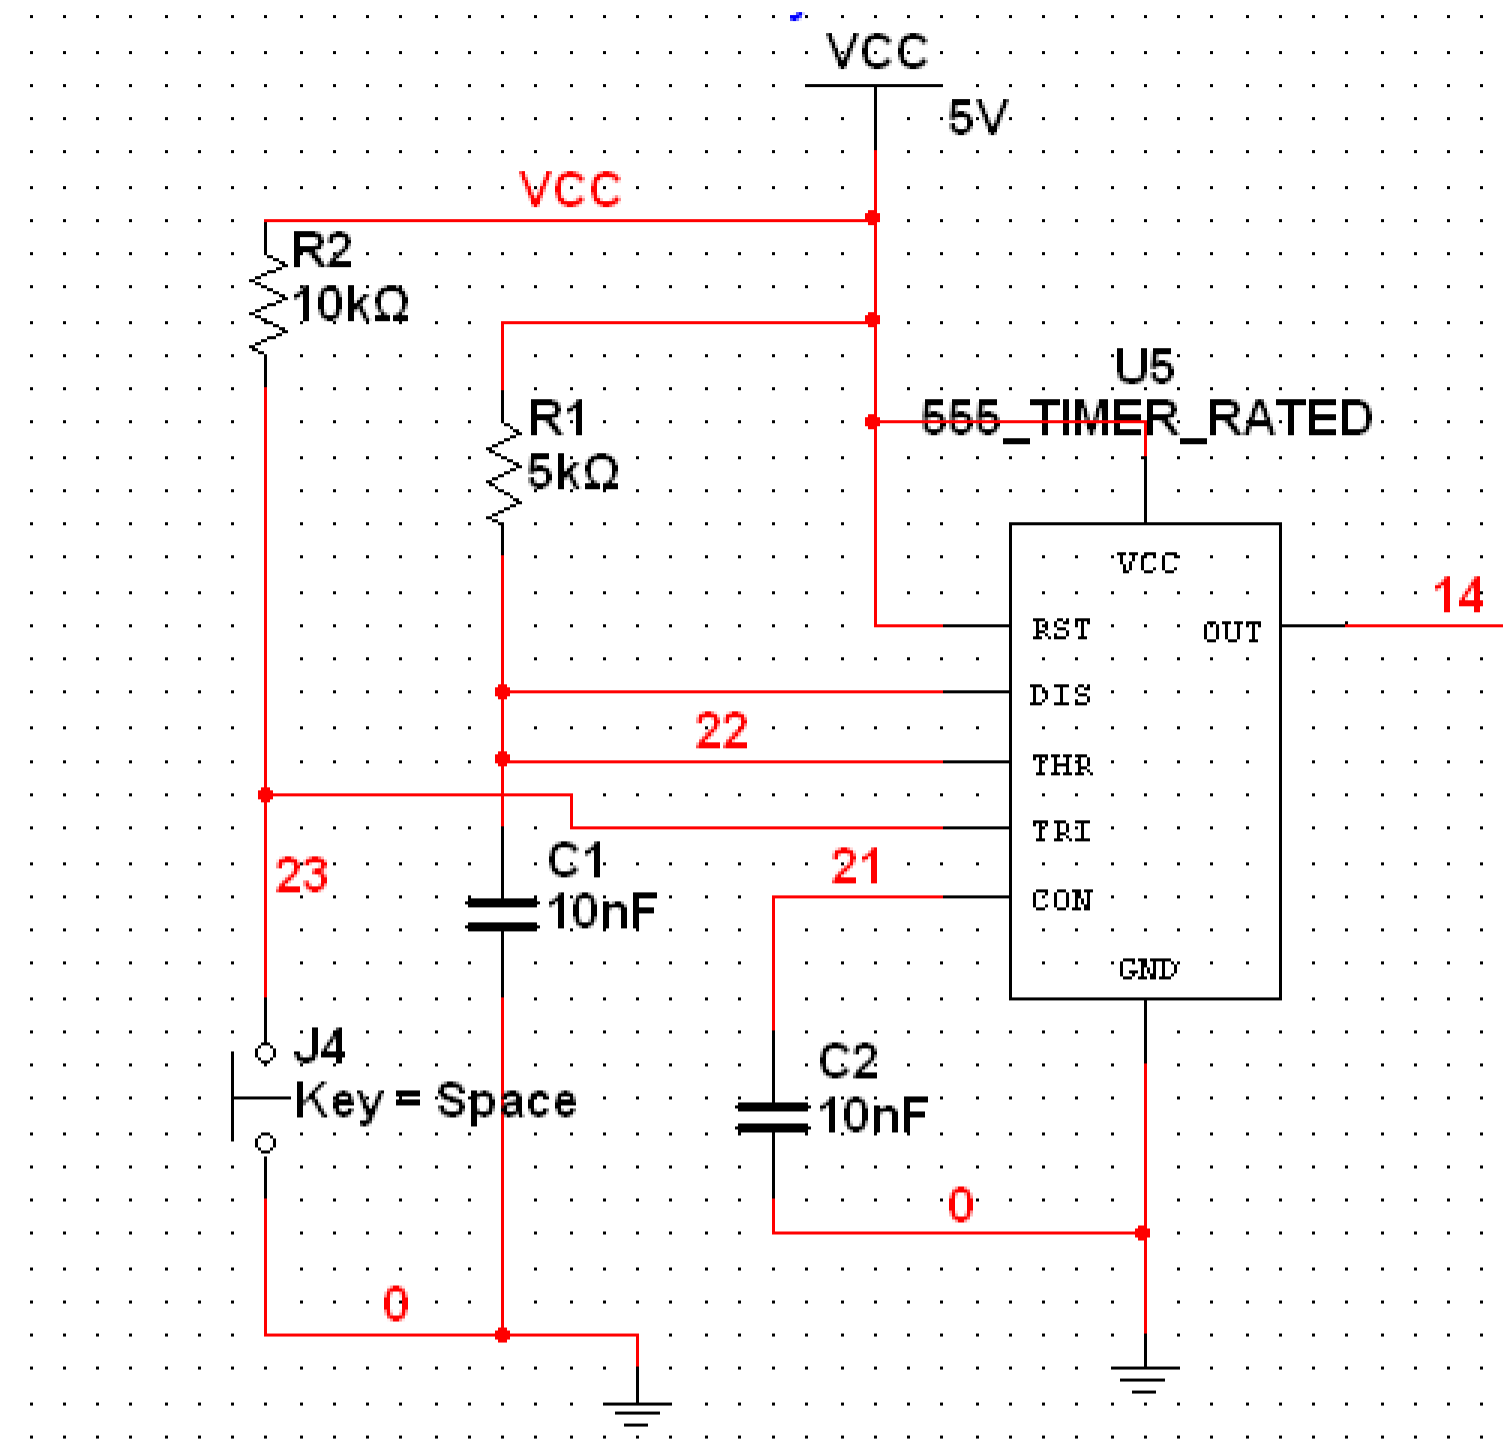 VCC
5V
VCC
R2
10kΩ
U5
555_TIMER_RATED
R1
5kΩ
VCC
14
RST
OUT
DIS
22
THR
TRI
23
C1
10nF
21
CON
GND
J4
Key = Space
C2
10nF
0
0